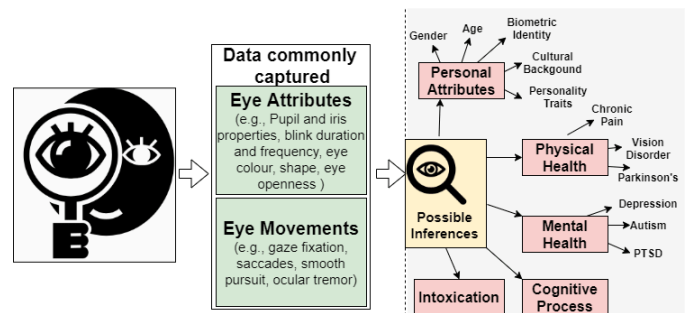 Data commonly
captured
Eye Attributes
(e.g., Pupil and iris
properties, blink duration
and frequency, eye
colour, shape, eye
openness )
Eye Movements
(e.g., gaze fixation,
saccades, smooth
pursuit, ocular tremor)
Gender
Age
Biometric
Identity
Personal
Attributes
Cultural
Backgound
Personality
Traits
Possible
Inferences
Chronic
Pain
Physical
Health
Vision
Disorder
Parkinson's
Mental
Health
Depression
Autism
PTSD
Intoxication
Cognitive
Process